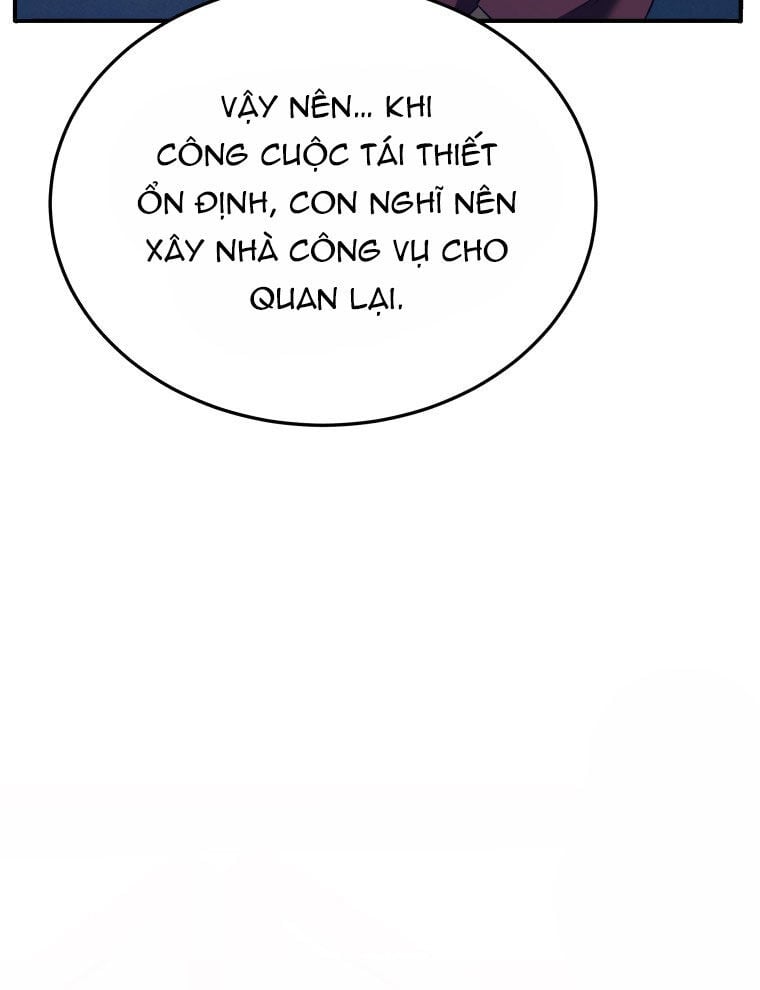 VẬY NÊN... KHI
CÔNG CUỘC TÁI THIẾT
ỔN ĐỊNH, CON NGHĨ NÊN
XÂY NHÀ CÔNG VỤ CHO
QUAN LẠI.